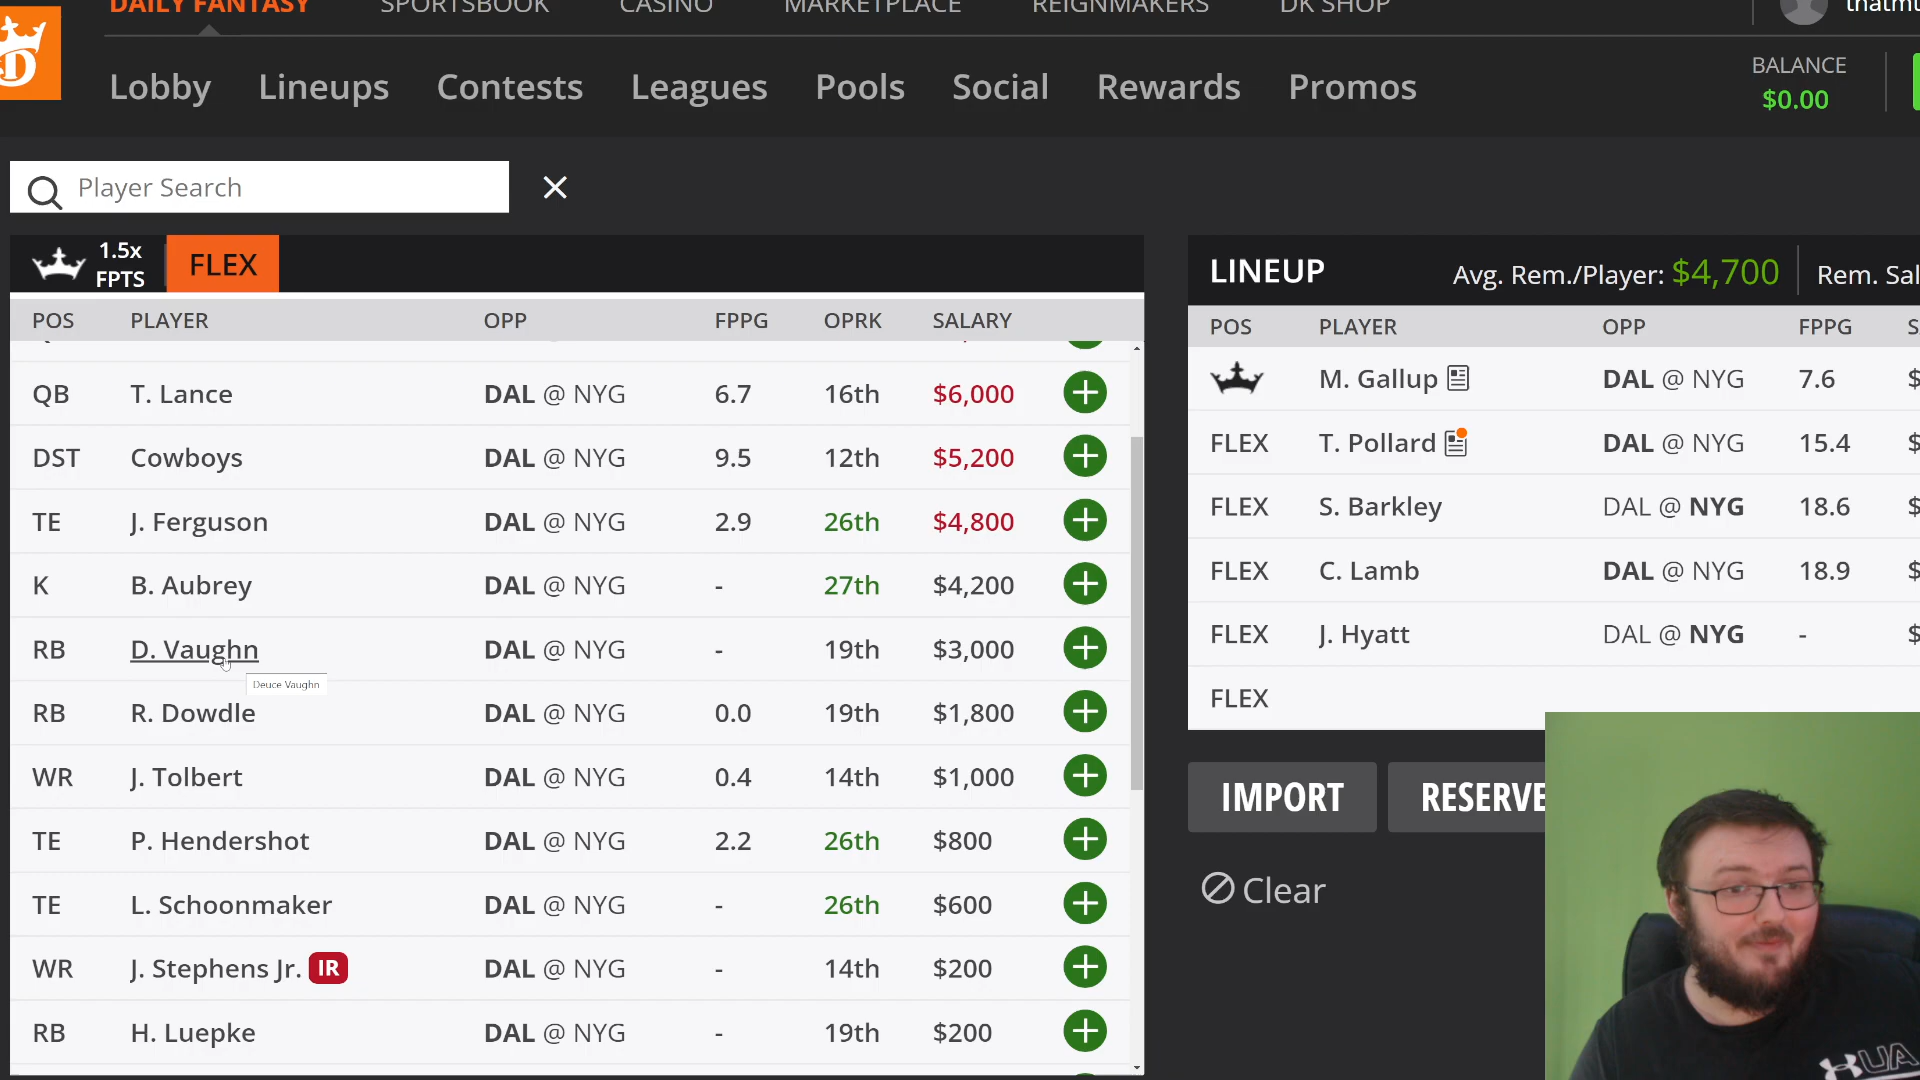 DAILY FANTASY SPORTSBOOK CASINO MARKETPLACE REIGNMAKERS DK SHOP
Lobby Lineups Contests Leagues Pools Social Rewards Promos
BALANCE
$0.00
Player Search
1.5x
FPTS
FLEX
POS PLAYER OPP FPPG OPRK SALARY
QB T. Lance DAL @ NYG 6.7 16th $6,000
DST Cowboys DAL @ NYG 9.5 12th $5,200
TE J. Ferguson DAL @ NYG 2.9 26th $4,800
K B. Aubrey DAL @ NYG - 27th $4,200
RB D. Vaughn DAL @ NYG - 19th $3,000
Deuce Vaughn
RB R. Dowdle DAL @ NYG 0.0 19th $1,800
WR J. Tolbert DAL @ NYG 0.4 14th $1,000
TE P. Hendershot DAL @ NYG 2.2 26th $800
TE L. Schoonmaker DAL @ NYG - 26th $600
WR J. Stephens Jr. IR DAL @ NYG - 14th $200
RB H. Luepke DAL @ NYG - 19th $200
LINEUP Avg. Rem./Player: $4,700 Rem. Sal
POS PLAYER OPP FPPG S
M. Gallup DAL @ NYG 7.6 $
FLEX T. Pollard DAL @ NYG 15.4 $
FLEX S. Barkley DAL @ NYG 18.6 $
FLEX C. Lamb DAL @ NYG 18.9 $
FLEX J. Hyatt DAL @ NYG - $
FLEX
IMPORT RESERVE
Clear